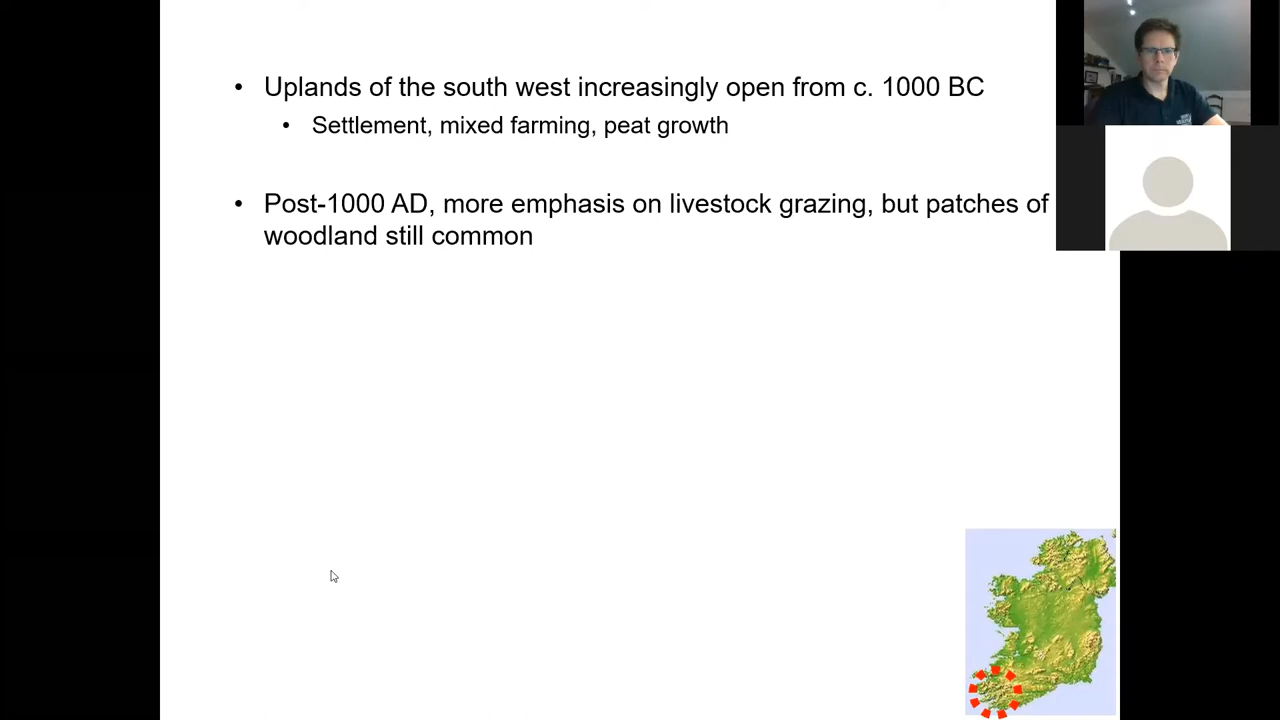 • Uplands of the south west increasingly open from c. 1000 BC
• Settlement, mixed farming, peat growth
• Post-1000 AD, more emphasis on livestock grazing, but patches of
woodland still common